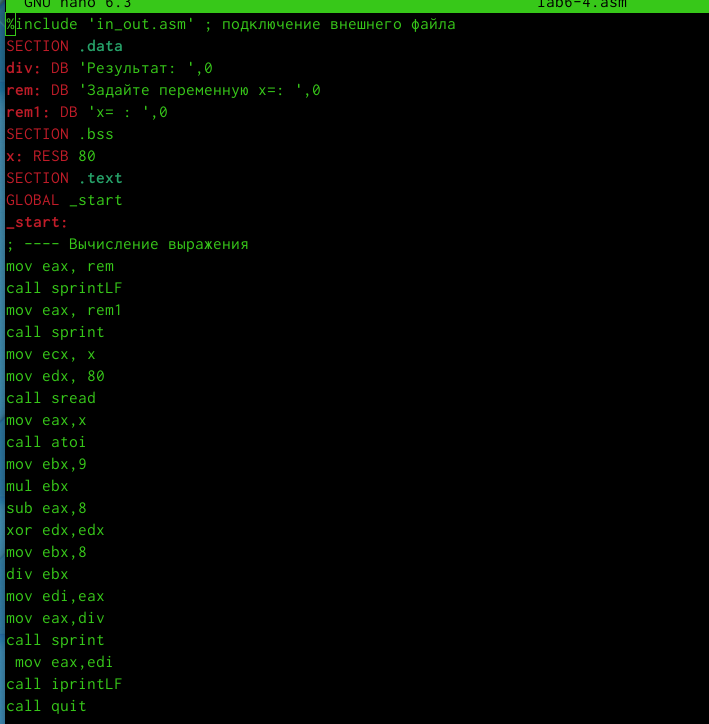 GNU nano 6.3 lab6-4.asm
%include 'in_out.asm' ; подключение внешнего файла
SECTION .data
div: DB 'Результат: ',0
rem: DB 'Задайте переменную x=: ',0
rem1: DB 'x= : ',0
SECTION .bss
x: RESB 80
SECTION .text
GLOBAL _start
_start:
; ---- Вычисление выражения
mov eax, rem
call sprintLF
mov eax, rem1
call sprint
mov ecx, x
mov edx, 80
call sread
mov eax,x
call atoi
mov ebx,9
mul ebx
sub eax,8
xor edx,edx
mov ebx,8
div ebx
mov edi,eax
mov eax,div
call sprint
mov eax,edi
call iprintLF
call quit